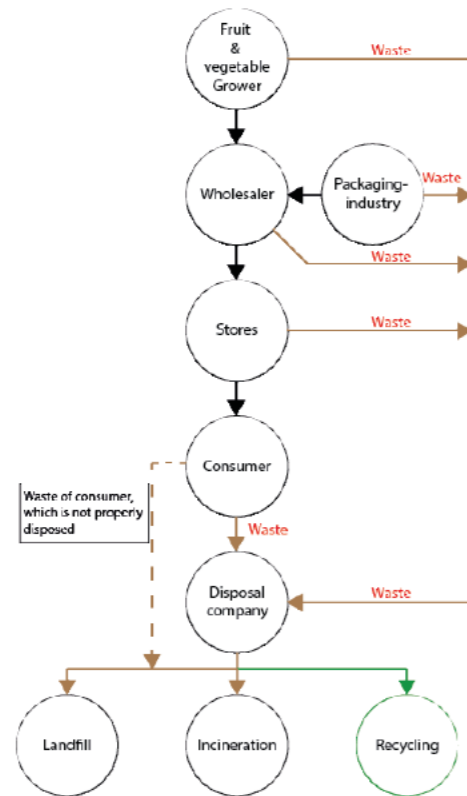 Fruit
&
vegetable
Grower
Waste
Wholesaler
Packaging-
industry
Waste
Waste
Stores
Waste
Consumer
Waste of consumer,
which is not properly
disposed
Waste
Disposal
company
Waste
Landfill
Incineration
Recycling